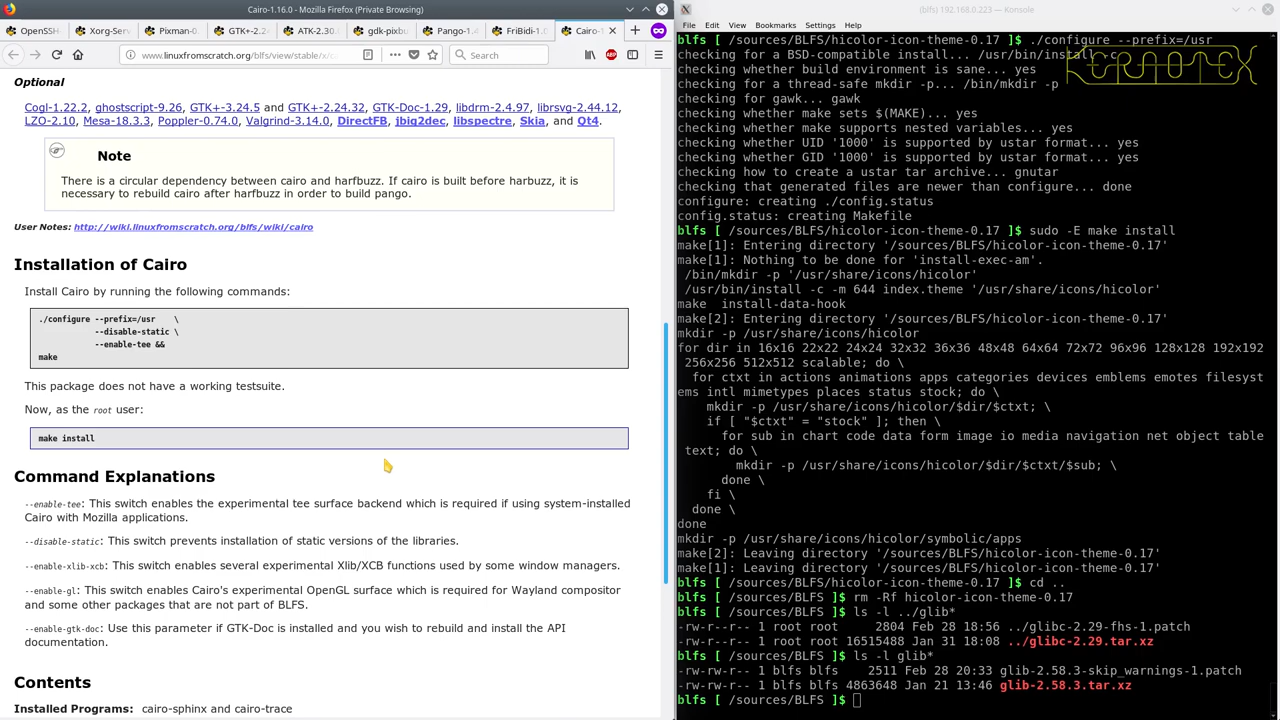 Cairo-1.16.0 - Mozilla Firefox (Private Browsing)
OpenSSH-
Xorg-Serv
Pixman-0.
GTK+-2.24
ATK-2.30.
gdk-pixbu
Pango-1.4
FriBidi-1.0
Cairo-1.
www.linuxfromscratch.org/blfs/view/stable/x/ca
Search
Optional
Cogl-1.22.2, ghostscript-9.26, GTK+-3.24.5 and GTK+-2.24.32, GTK-Doc-1.29, libdrm-2.4.97, librsvg-2.44.12,
LZO-2.10, Mesa-18.3.3, Poppler-0.74.0, Valgrind-3.14.0, DirectFB, jbig2dec, libspectre, Skia, and Qt4.
Note
There is a circular dependency between cairo and harfbuzz. If cairo is built before harbuzz, it is
necessary to rebuild cairo after harfbuzz in order to build pango.
User Notes: http://wiki.linuxfromscratch.org/blfs/wiki/cairo
Installation of Cairo
Install Cairo by running the following commands:
./configure --prefix=/usr \
--disable-static \
--enable-tee &&
make
This package does not have a working testsuite.
Now, as the root user:
make install
Command Explanations
--enable-tee: This switch enables the experimental tee surface backend which is required if using system-installed
Cairo with Mozilla applications.
--disable-static: This switch prevents installation of static versions of the libraries.
--enable-xlib-xcb: This switch enables several experimental Xlib/XCB functions used by some window managers.
--enable-gl: This switch enables Cairo's experimental OpenGL surface which is required for Wayland compositor
and some other packages that are not part of BLFS.
--enable-gtk-doc: Use this parameter if GTK-Doc is installed and you wish to rebuild and install the API
documentation.
Contents
Installed Programs: cairo-sphinx and cairo-trace
(blfs) 192.168.0.223 — Konsole
File Edit View Bookmarks Settings Help
KERNOTEX
blfs [ /sources/BLFS/hicolor-icon-theme-0.17 ]$ ./configure --prefix=/usr
checking for a BSD-compatible install... /usr/bin/install -c
checking whether build environment is sane... yes
checking for a thread-safe mkdir -p... /bin/mkdir -p
checking for gawk... gawk
checking whether make sets $(MAKE)... yes
checking whether make supports nested variables... yes
checking whether UID '1000' is supported by ustar format... yes
checking whether GID '1000' is supported by ustar format... yes
checking how to create a ustar tar archive... gnutar
checking that generated files are newer than configure... done
configure: creating ./config.status
config.status: creating Makefile
blfs [ /sources/BLFS/hicolor-icon-theme-0.17 ]$ sudo -E make install
make[1]: Entering directory '/sources/BLFS/hicolor-icon-theme-0.17'
make[1]: Nothing to be done for 'install-exec-am'.
/bin/mkdir -p '/usr/share/icons/hicolor'
/usr/bin/install -c -m 644 index.theme '/usr/share/icons/hicolor'
make  install-data-hook
make[2]: Entering directory '/sources/BLFS/hicolor-icon-theme-0.17'
mkdir -p /usr/share/icons/hicolor
for dir in 16x16 22x22 24x24 32x32 36x36 48x48 64x64 72x72 96x96 128x128 192x192
256x256 512x512 scalable; do \
for ctxt in actions animations apps categories devices emblems emotes filesyst
ems intl mimetypes places status stock; do \
mkdir -p /usr/share/icons/hicolor/$dir/$ctxt; \
if [ "$ctxt" = "stock" ]; then \
for sub in chart code data form image io media navigation net object table
text; do \
mkdir -p /usr/share/icons/hicolor/$dir/$ctxt/$sub; \
done \
fi \
done \
done
mkdir -p /usr/share/icons/hicolor/symbolic/apps
make[2]: Leaving directory '/sources/BLFS/hicolor-icon-theme-0.17'
make[1]: Leaving directory '/sources/BLFS/hicolor-icon-theme-0.17'
blfs [ /sources/BLFS/hicolor-icon-theme-0.17 ]$ cd ..
blfs [ /sources/BLFS ]$ rm -Rf hicolor-icon-theme-0.17
blfs [ /sources/BLFS ]$ ls -l ../glib*
-rw-r--r-- 1 root root     2804 Feb 28 18:56 ../glibc-2.29-fhs-1.patch
-rw-r--r-- 1 root root 16515488 Jan 31 18:08 ../glibc-2.29.tar.xz
blfs [ /sources/BLFS ]$ ls -l glib*
-rw-rw-r-- 1 blfs blfs    2511 Feb 28 20:33 glib-2.58.3-skip_warnings-1.patch
-rw-rw-r-- 1 blfs blfs 4863648 Jan 21 13:46 glib-2.58.3.tar.xz
blfs [ /sources/BLFS ]$